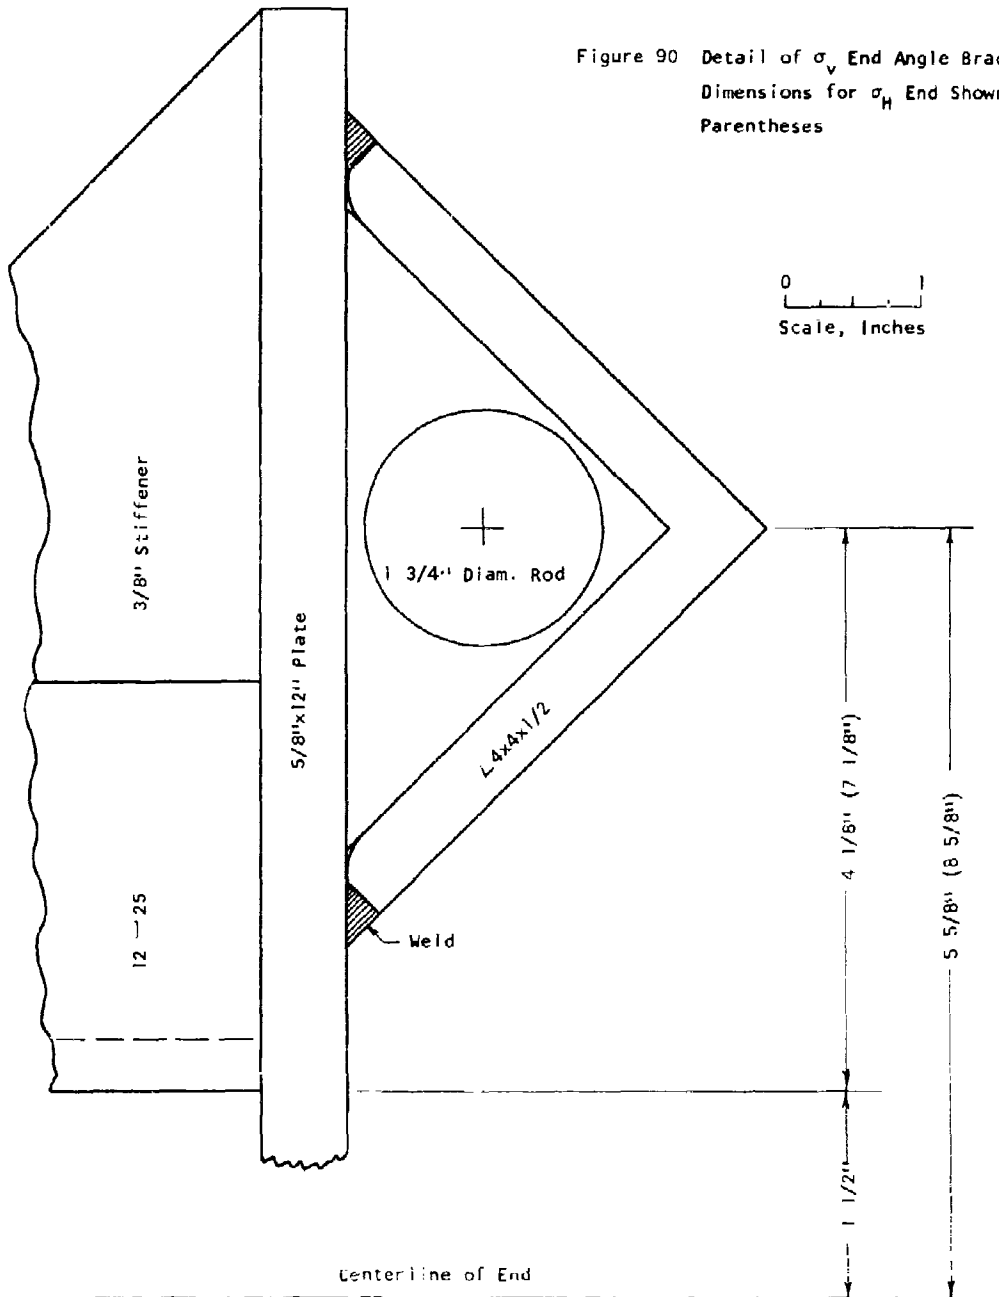 Figure 90 Detail of σv End Angle Brac
Dimensions for σH End Shown
Parentheses
0 1
Scale, Inches
3/8" Stiffener
5/8"x12" Plate
1 3/4" Diam. Rod
∠ 4x4x1/2
4 1/8" (7 1/8")
5 5/8" (8 5/8")
12 — 25
Weld
1 1/2"
Centerline of End